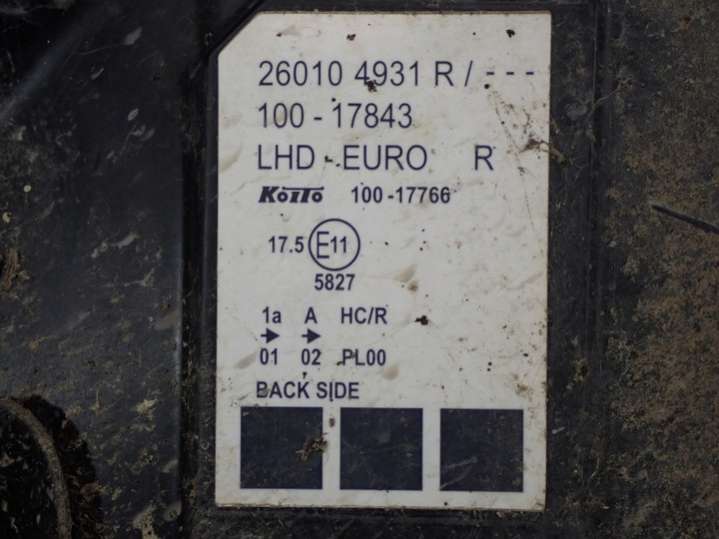 26010 4931 R / - - -
100 - 17843
LHD - EURO R
KOITO 100 -17766
17.5 E11
5827
1a A HC/R
01 02 PL00
BACK SIDE